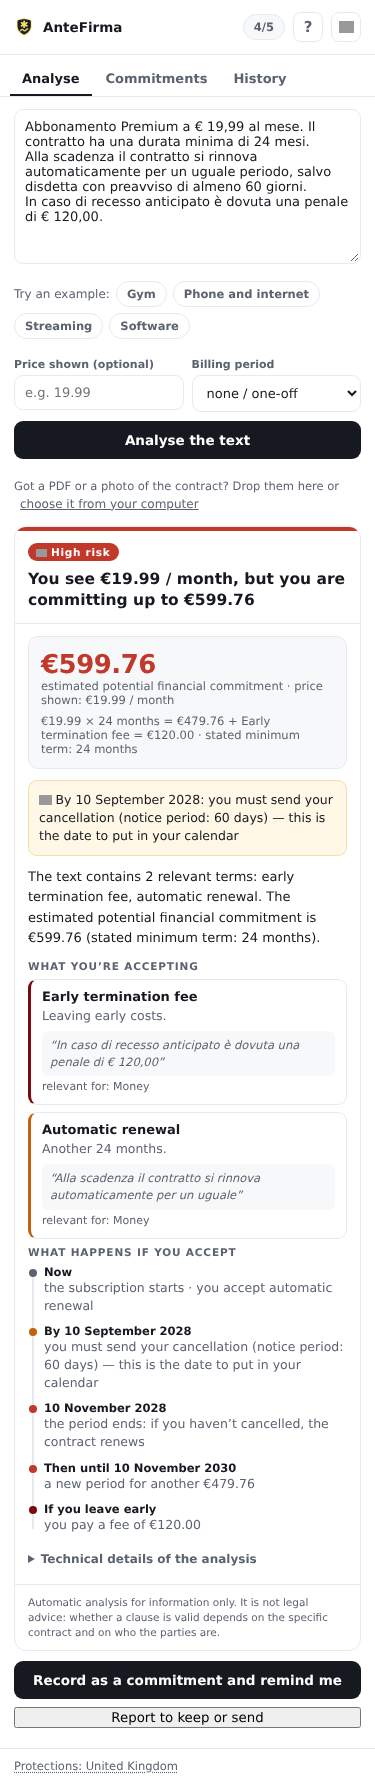 AnteFirma
4/5
?
Analyse
Commitments
History
Abbonamento Premium a € 19,99 al mese. Il
contratto ha una durata minima di 24 mesi.
Alla scadenza il contratto si rinnova
automaticamente per un uguale periodo, salvo
disdetta con preavviso di almeno 60 giorni.
In caso di recesso anticipato è dovuta una penale
di € 120,00.
Try an example:
Gym
Phone and internet
Streaming
Software
Price shown (optional)
Billing period
e.g. 19.99
none / one-off
Analyse the text
Got a PDF or a photo of the contract? Drop them here or
choose it from your computer
High risk
You see €19.99 / month, but you are
committing up to €599.76
€599.76
estimated potential financial commitment · price
shown: €19.99 / month
€19.99 × 24 months = €479.76 + Early
termination fee = €120.00 · stated minimum
term: 24 months
By 10 September 2028: you must send your
cancellation (notice period: 60 days) — this is
the date to put in your calendar
The text contains 2 relevant terms: early
termination fee, automatic renewal. The
estimated potential financial commitment is
€599.76 (stated minimum term: 24 months).
WHAT YOU’RE ACCEPTING
Early termination fee
Leaving early costs.
“In caso di recesso anticipato è dovuta una
penale di € 120,00”
relevant for: Money
Automatic renewal
Another 24 months.
“Alla scadenza il contratto si rinnova
automaticamente per un uguale”
relevant for: Money
WHAT HAPPENS IF YOU ACCEPT
Now
the subscription starts · you accept automatic
renewal
By 10 September 2028
you must send your cancellation (notice period:
60 days) — this is the date to put in your
calendar
10 November 2028
the period ends: if you haven’t cancelled, the
contract renews
Then until 10 November 2030
a new period for another €479.76
If you leave early
you pay a fee of €120.00
Technical details of the analysis
Automatic analysis for information only. It is not legal
advice: whether a clause is valid depends on the specific
contract and on who the parties are.
Record as a commitment and remind me
Report to keep or send
Protections: United Kingdom